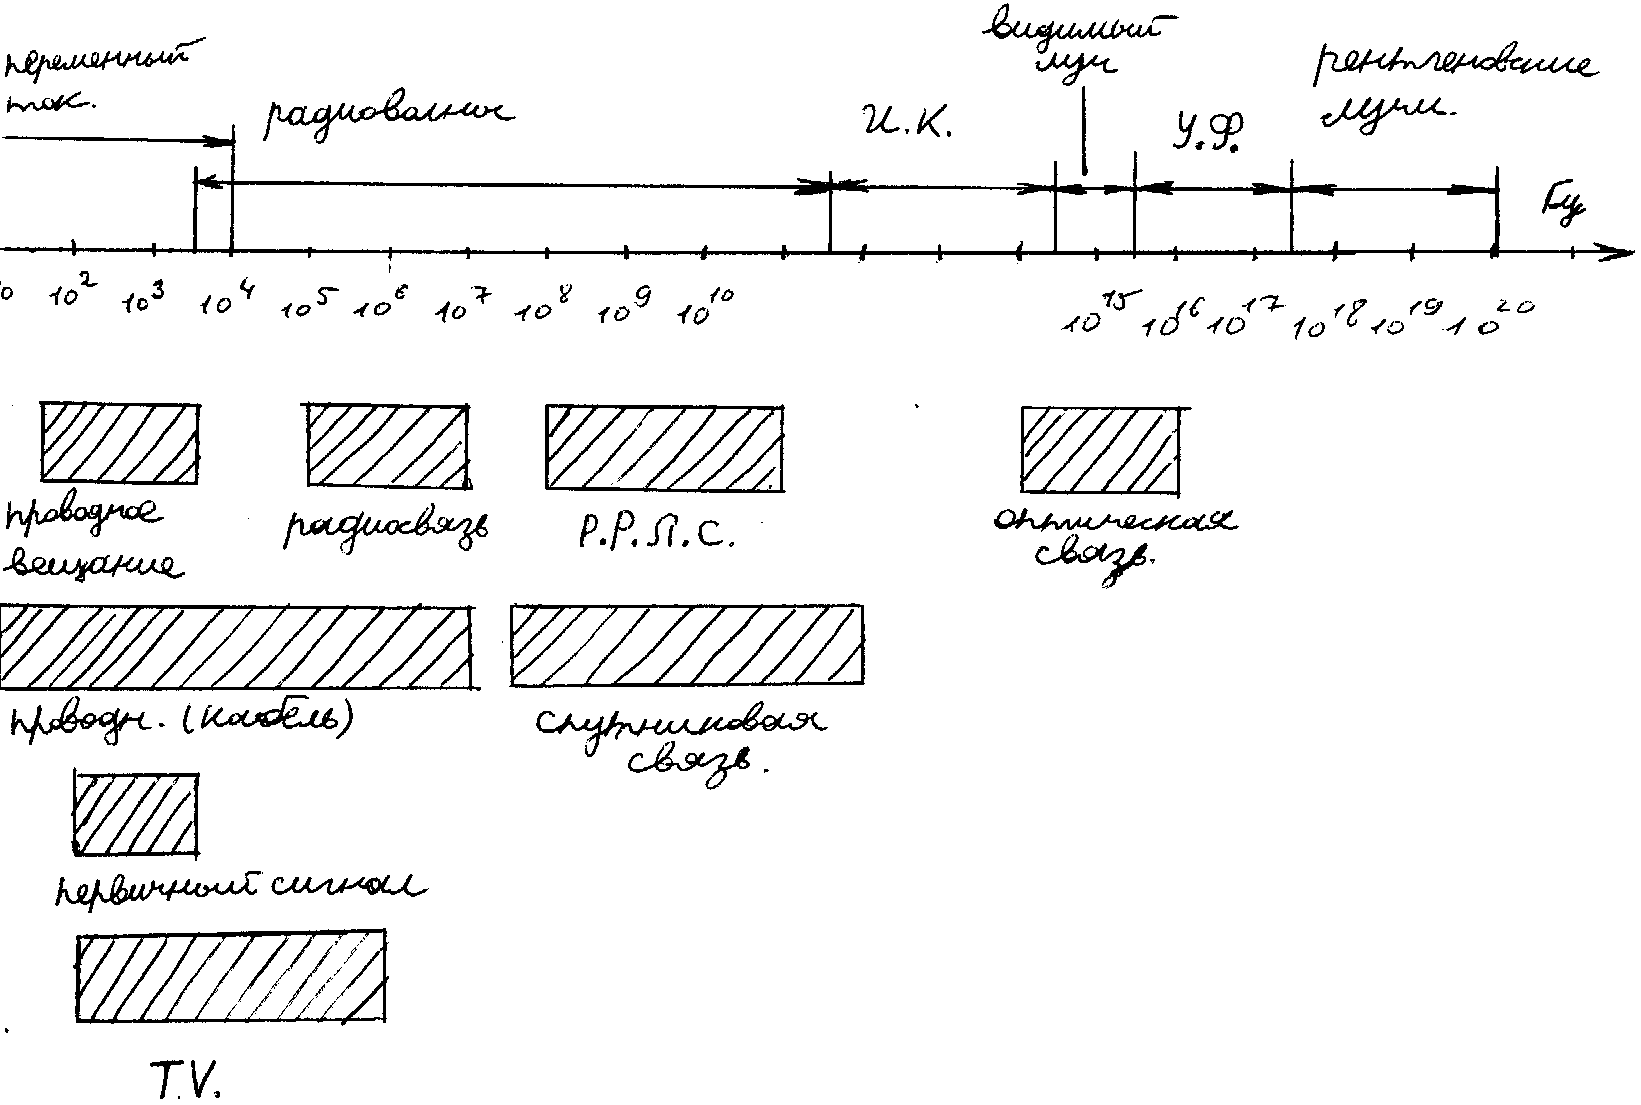 видимый
луч
переменный
ток.
радиоволны
И.К.
У.Ф.
рентгеновские
лучи.
Гц
10 10² 10³ 10⁴ 10⁵ 10⁶ 10⁷ 10⁸ 10⁹ 10¹⁰ 10¹⁵ 10¹⁶ 10¹⁷ 10¹⁸ 10¹⁹ 10²⁰
проводное
вещание
радиосвязь
Р.Р.Л.С.
оптическая
связь.
проводн. (кабель)
спутниковая
связь.
первичный сигнал
T.V.